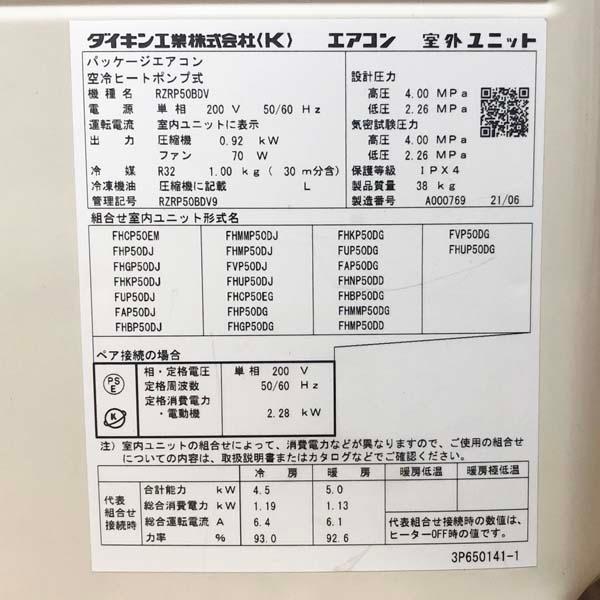 ダイキン工業株式会社〈K〉 エアコン 室外ユニット
パッケージエアコン
空冷ヒートポンプ式
機種名 RZRP50BDV
電源 単相 200 V 50/60 Hz
運転電流 室内ユニットに表示
出力 圧縮機 0.92 kW
ファン 70 W
冷媒 R32 1.00 kg ( 30 m分含)
冷凍機油 圧縮機に記載 L
管理記号 RZRP50BDV9
設計圧力
高圧 4.00 MPa
低圧 2.26 MPa
気密試験圧力
高圧 4.00 MPa
低圧 2.26 MPa
保護等級 IPX4
製品質量 38 kg
製造番号 A000769 21/06
組合せ室内ユニット形式名
FHCP50EM FHMMP50DJ FHKP50DG FVP50DG
FHP50DJ FHMP50DJ FUP50DG FHUP50DG
FHGP50DJ FVP50DJ FAP50DG
FHKP50DJ FHUP50DJ FHNP50DD
FUP50DJ FHCP50EG FHBP50DG
FAP50DJ FHP50DG FHMMP50DG
FHBP50DJ FHGP50DG FHMP50DD
ペア接続の場合
PS
E
K
相・定格電圧 単相 200 V
定格周波数 50/60 Hz
定格消費電力
・電動機 2.28 kW
注) 室内ユニットの組合せによって、消費電力などが異なりますので、ご使用の組合せ
についての内容は、取扱説明書またはカタログなどでご確認ください。
冷房 暖房 暖房低温 暖房極低温
代表
組合せ
接続時
合計能力 kW 4.5 5.0
総合消費電力 kW 1.19 1.13
総合運転電流 A 6.4 6.1
力率% 93.0 92.6
代表組合せ接続時の数値は、
ヒーターOFF時の値です。
3P650141-1